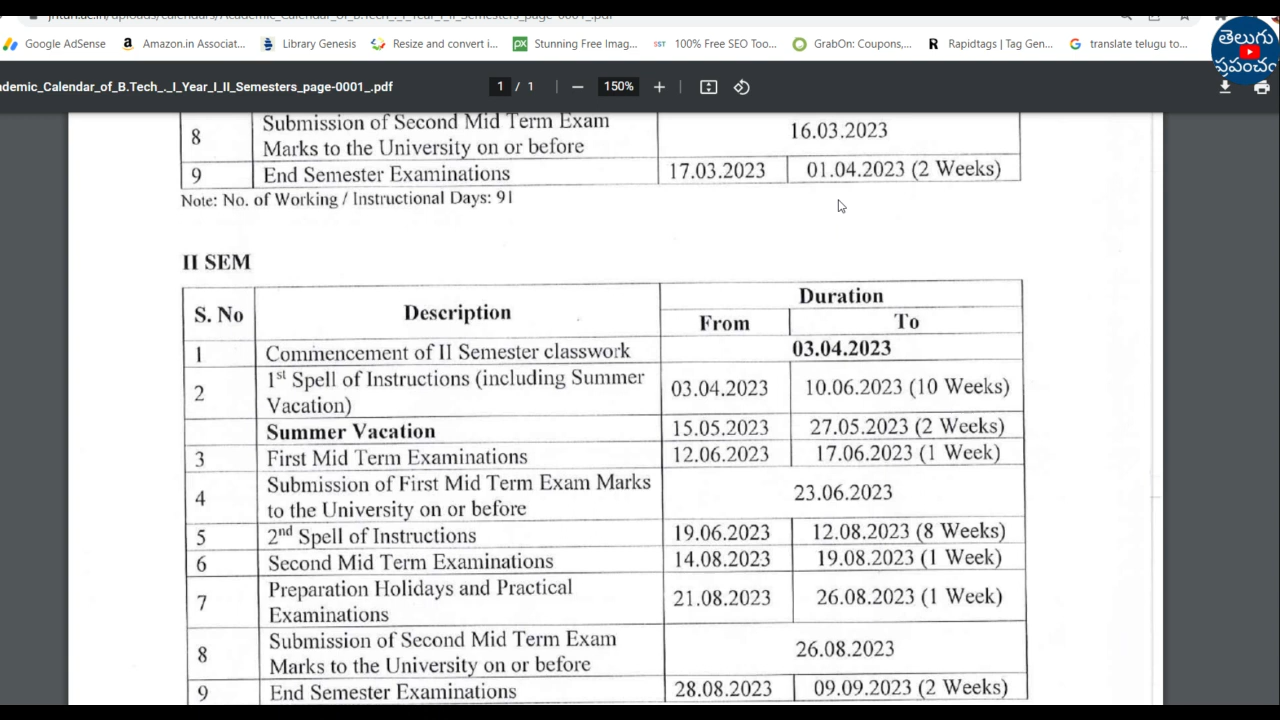 jntuh.ac.in/uploads/calendars/Academic_Calendar_of_B.Tech_._I_Year_I_II_Semesters_page-0001_.pdf
Google AdSense Amazon.in Associat... Library Genesis Resize and convert i... Stunning Free Imag... 100% Free SEO Too... GrabOn: Coupons,... Rapidtags | Tag Gen... translate telugu to...
తెలుగు
ప్రపంచం
ademic_Calendar_of_B.Tech_._I_Year_I_II_Semesters_page-0001_.pdf 1 / 1 — 150% +
8 Submission of Second Mid Term Exam Marks to the University on or before 16.03.2023
9 End Semester Examinations 17.03.2023 01.04.2023 (2 Weeks)
Note: No. of Working / Instructional Days: 91
II SEM
S. No Description Duration
From To
1 Commencement of II Semester classwork 03.04.2023
2 1st Spell of Instructions (including Summer Vacation) 03.04.2023 10.06.2023 (10 Weeks)
Summer Vacation 15.05.2023 27.05.2023 (2 Weeks)
3 First Mid Term Examinations 12.06.2023 17.06.2023 (1 Week)
4 Submission of First Mid Term Exam Marks to the University on or before 23.06.2023
5 2nd Spell of Instructions 19.06.2023 12.08.2023 (8 Weeks)
6 Second Mid Term Examinations 14.08.2023 19.08.2023 (1 Week)
7 Preparation Holidays and Practical Examinations 21.08.2023 26.08.2023 (1 Week)
8 Submission of Second Mid Term Exam Marks to the University on or before 26.08.2023
9 End Semester Examinations 28.08.2023 09.09.2023 (2 Weeks)